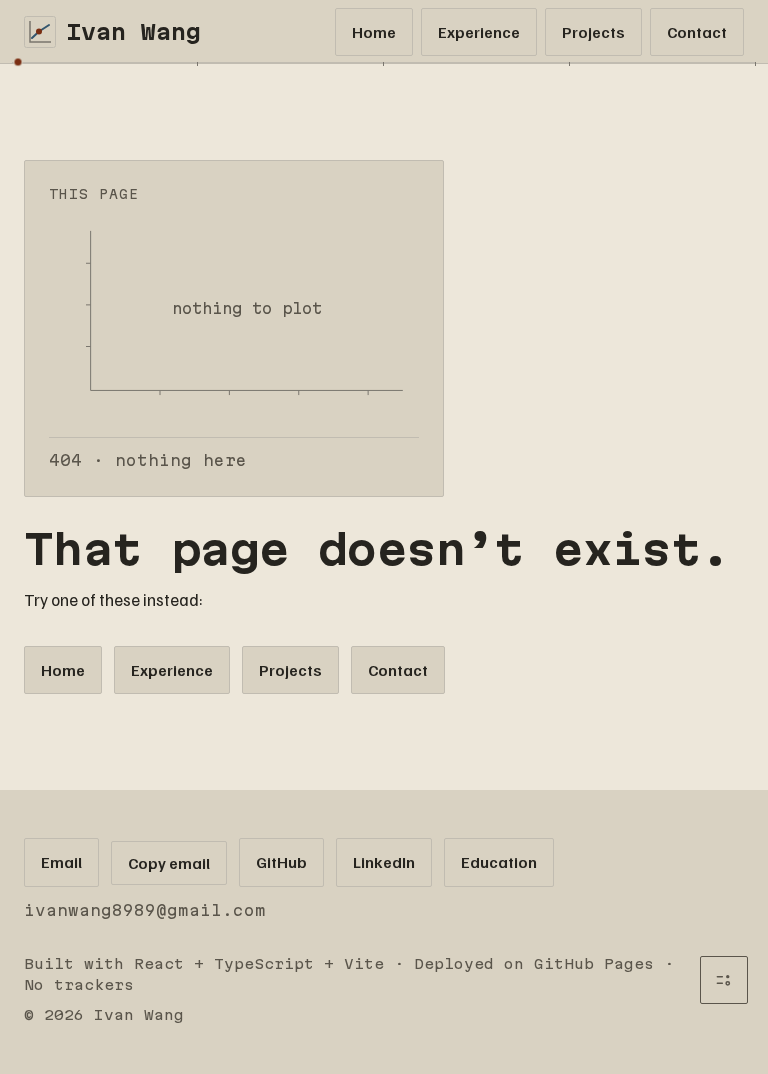 Ivan Wang
Home
Experience
Projects
Contact
THIS PAGE
nothing to plot
404 · nothing here
That page doesn’t exist.
Try one of these instead:
Home
Experience
Projects
Contact
Email
Copy email
GitHub
LinkedIn
Education
ivanwang8989@gmail.com
Built with React + TypeScript + Vite · Deployed on GitHub Pages ·
No trackers
© 2026 Ivan Wang